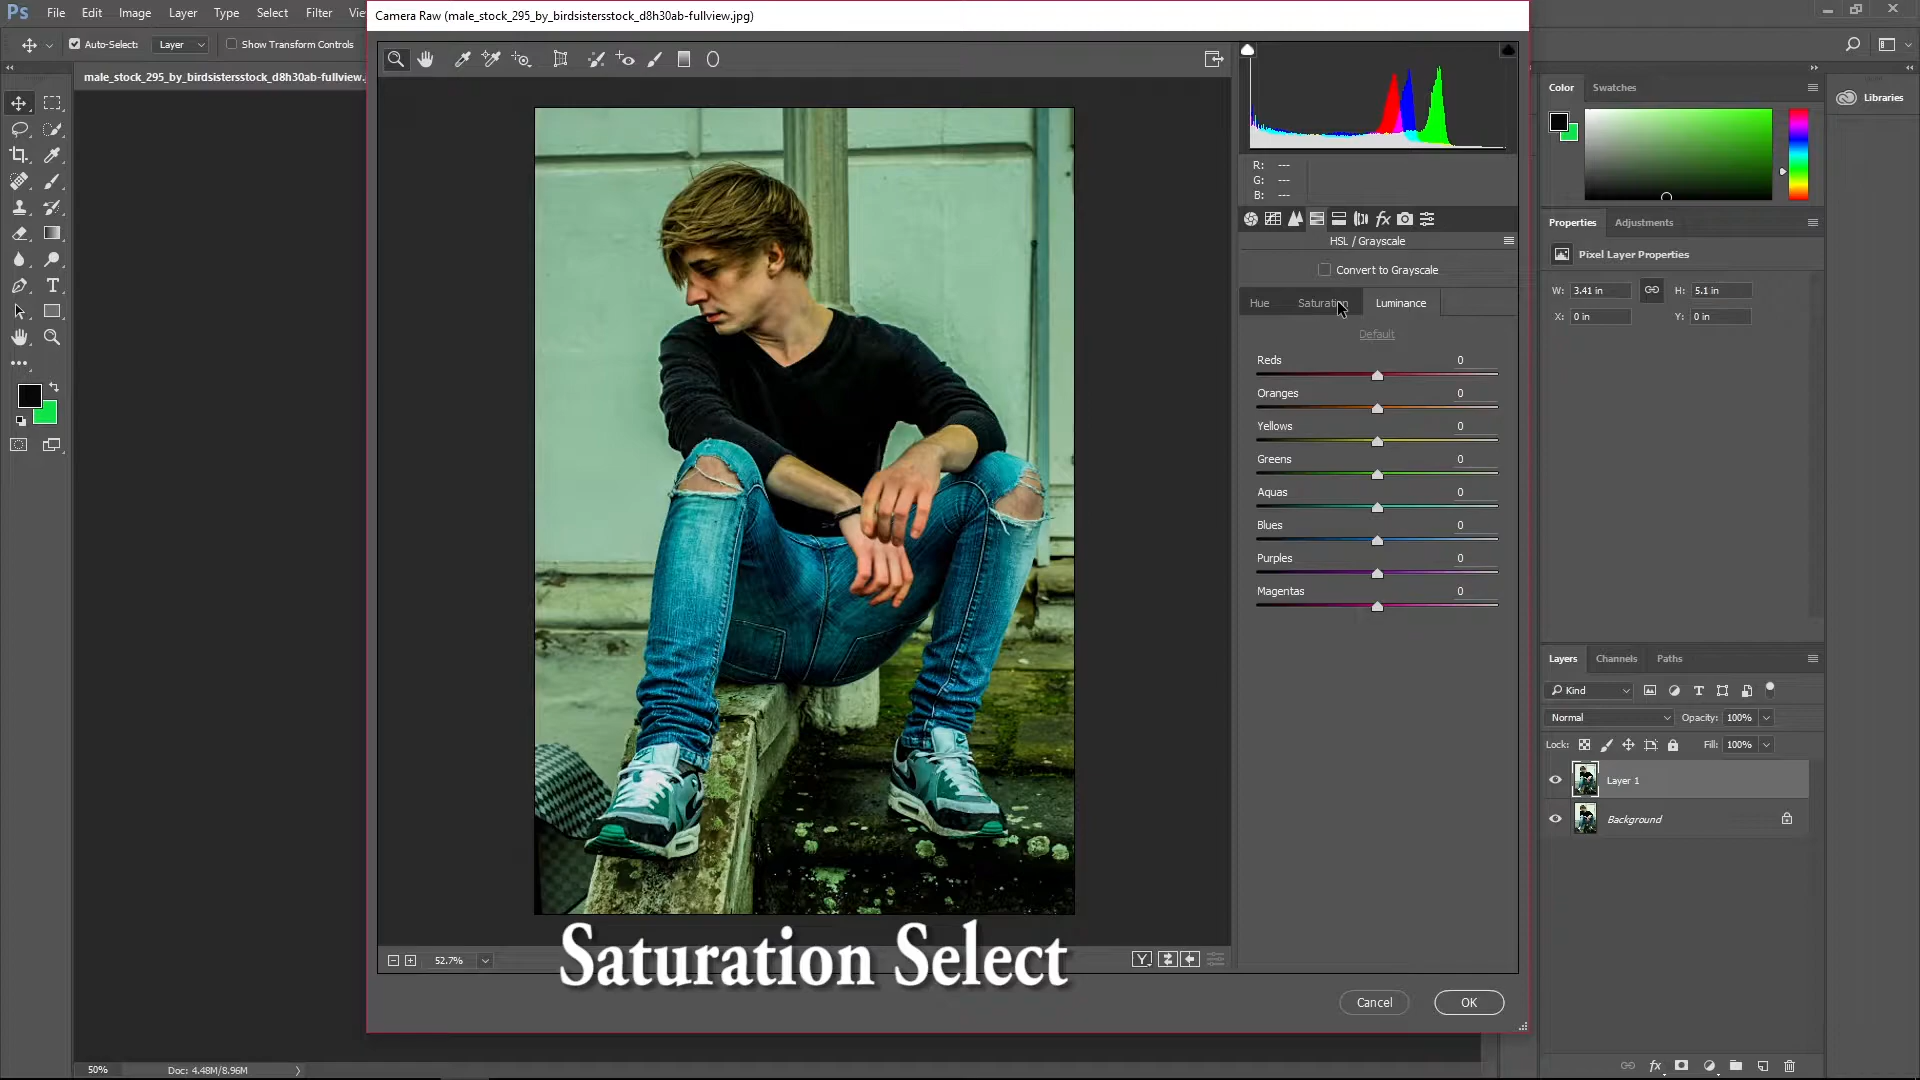 Ps File Edit Image Layer Type Select Filter
Camera Raw (male_stock_295_by_birdsistersstock_d8h30ab-fullview.jpg)
Auto-Select: Layer Show Transform Controls
male_stock_295_by_birdsistersstock_d8h30ab-fullview.
R: ---
G: ---
B: ---
HSL / Grayscale
Convert to Grayscale
Hue Saturation Luminance
Default
Reds 0
Oranges 0
Yellows 0
Greens 0
Aquas 0
Blues 0
Purples 0
Magentas 0
Color Swatches
Libraries
Properties Adjustments
Pixel Layer Properties
W: 3.41 in H: 5.1 in
X: 0 in Y: 0 in
Layers Channels Paths
Kind
Normal Opacity: 100%
Lock: Fill: 100%
Layer 1
Background
52.7%
Y
Saturation Select
Cancel OK
50% Doc: 4.48M/8.96M
fx